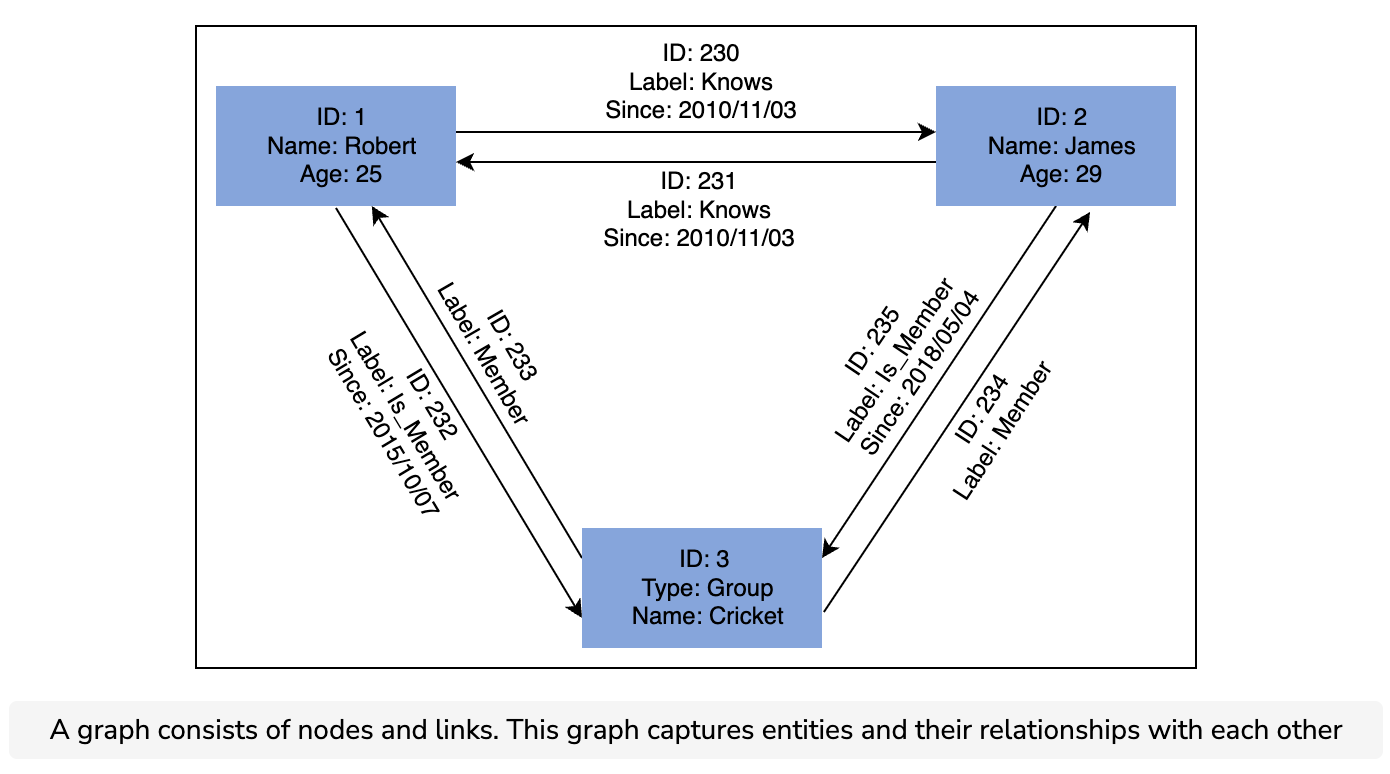 ID: 230
Label: Knows
Since: 2010/11/03
ID: 1
Name: Robert
Age: 25
ID: 2
Name: James
Age: 29
ID: 231
Label: Knows
Since: 2010/11/03
ID: 232
Label: Is_Member
Since: 2015/10/07
ID: 233
Label: Member
ID: 235
Label: Is_Member
Since: 2018/05/04
ID: 234
Label: Member
ID: 3
Type: Group
Name: Cricket
A graph consists of nodes and links. This graph captures entities and their relationships with each other